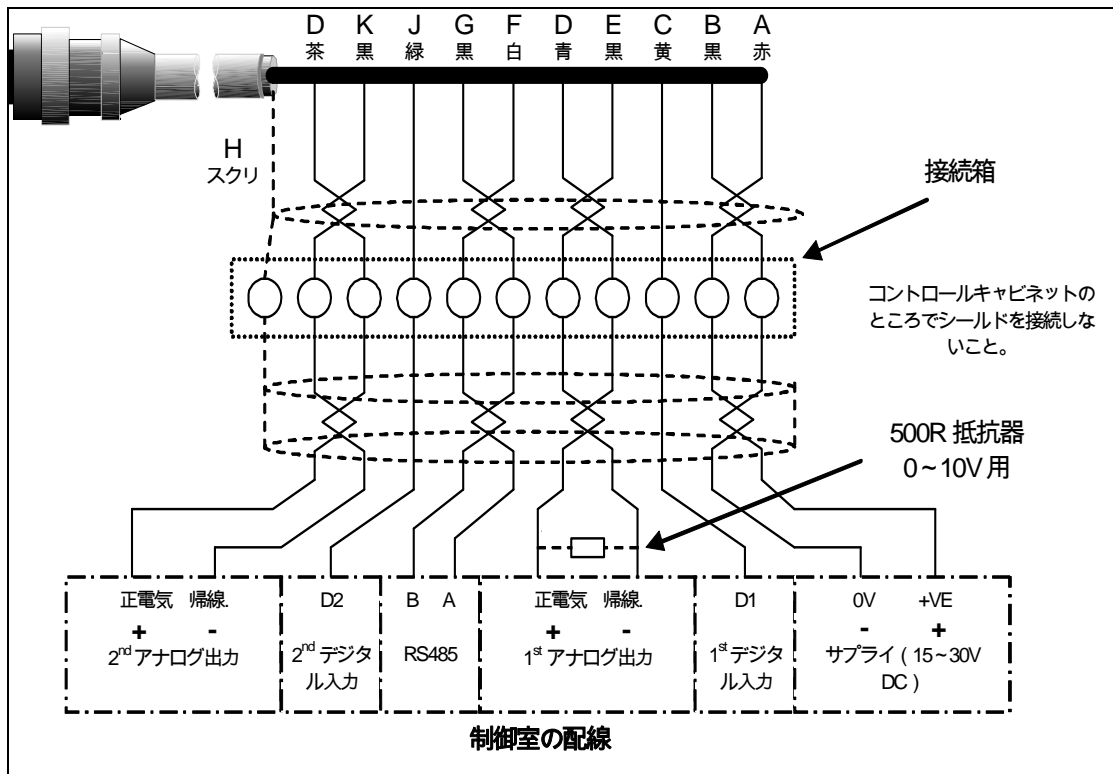 D K J G F D E C B A
茶 黒 緑 黒 白 青 黒 黄 黒 赤
H
スクリ
接続箱
コントロールキャビネットの
ところでシールドを接続しな
いこと。
500R 抵抗器
0~10V 用
正電気 帰線.
+ -
2nd アナログ出力
D2
2nd デジタ
ル入力
B A
RS485
正電気 帰線.
+ -
1st アナログ出力
D1
1st デジタ
ル入力
0V +VE
- +
サプライ ( 15~30V
DC )
制御室の配線